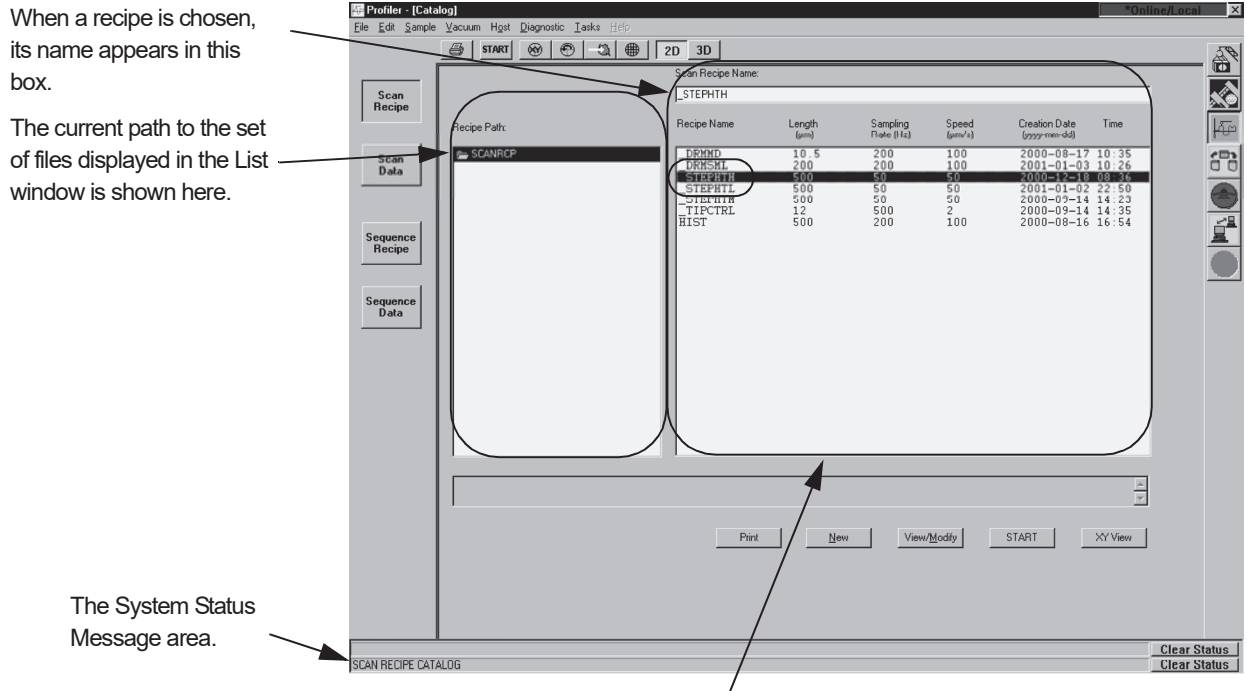 When a recipe is chosen,
its name appears in this
box.
The current path to the set
of files displayed in the List
window is shown here.
The System Status
Message area.
Profiler - [Catalog]
*Online/Local
File Edit Sample Vacuum Host Diagnostic Tasks Help
START XY 2D 3D
Scan
Recipe
Scan
Data
Sequence
Recipe
Sequence
Data
Recipe Path:
SCANRCP
Scan Recipe Name:
_STEPHTH
Recipe Name Length Sampling Speed Creation Date Time
(µm) Rate (Hz) (µm/s) (yyyy-mm-dd)
_DRMMD 10.5 200 100 2000-08-17 10:35
_DRMSML 200 200 100 2001-01-03 10:26
_STEPHTH 500 50 50 2000-12-18 08:36
_STEPHTL 500 50 50 2001-01-02 22:50
_STEPHTM 500 50 50 2000-09-14 14:23
_TIPCTRL 12 500 2 2000-09-14 14:35
HIST 500 200 100 2000-08-16 16:54
Print New View/Modify START XY View
Clear Status
SCAN RECIPE CATALOG Clear Status